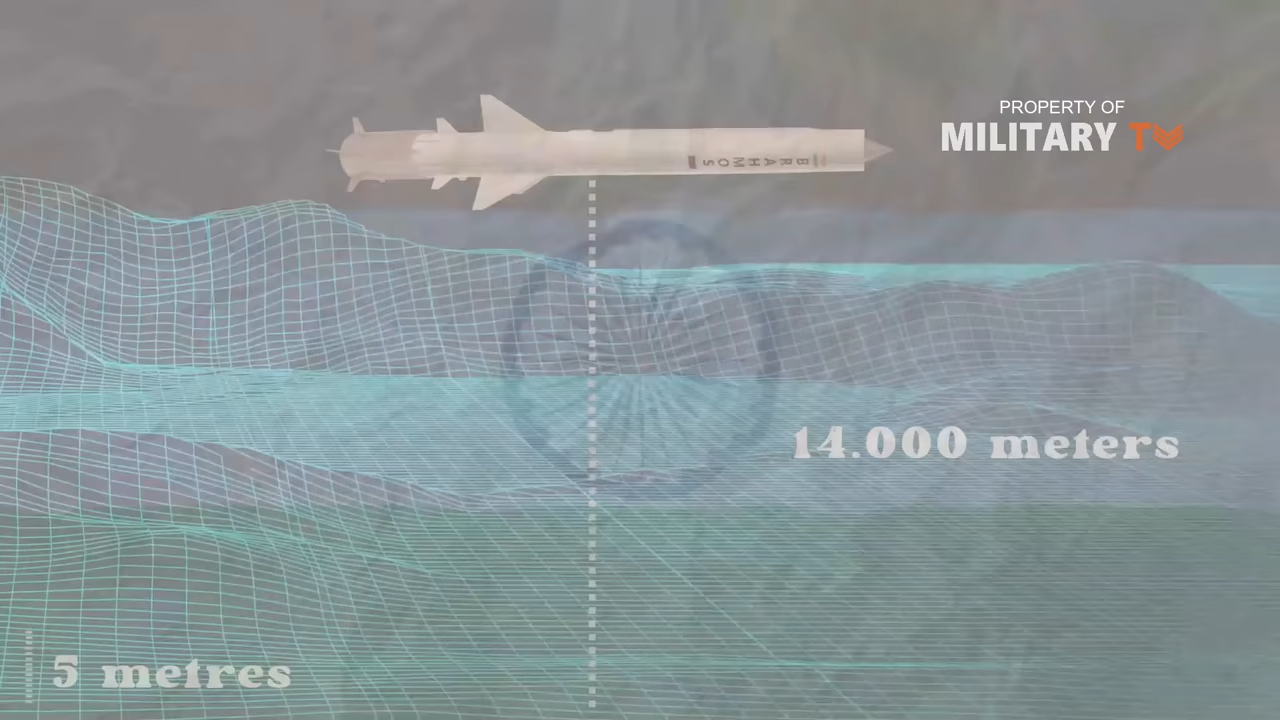 PROPERTY OF
MILITARY TV
BRAHMOS
14.000 meters
5 metres